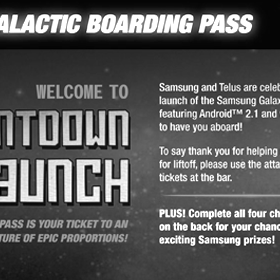 GALACTIC BOARDING PASS
WELCOME TO
NTDOWN
AUNCH
PASS IS YOUR TICKET TO AN
TURE OF EPIC PROPORTIONS!
Samsung and Telus are celeb
launch of the Samsung Galax
featuring Android™ 2.1 and
to have you aboard!
To say thank you for helping
for liftoff, please use the atta
tickets at the bar.
PLUS! Complete all four ch
on the back for your chanc
exciting Samsung prizes!